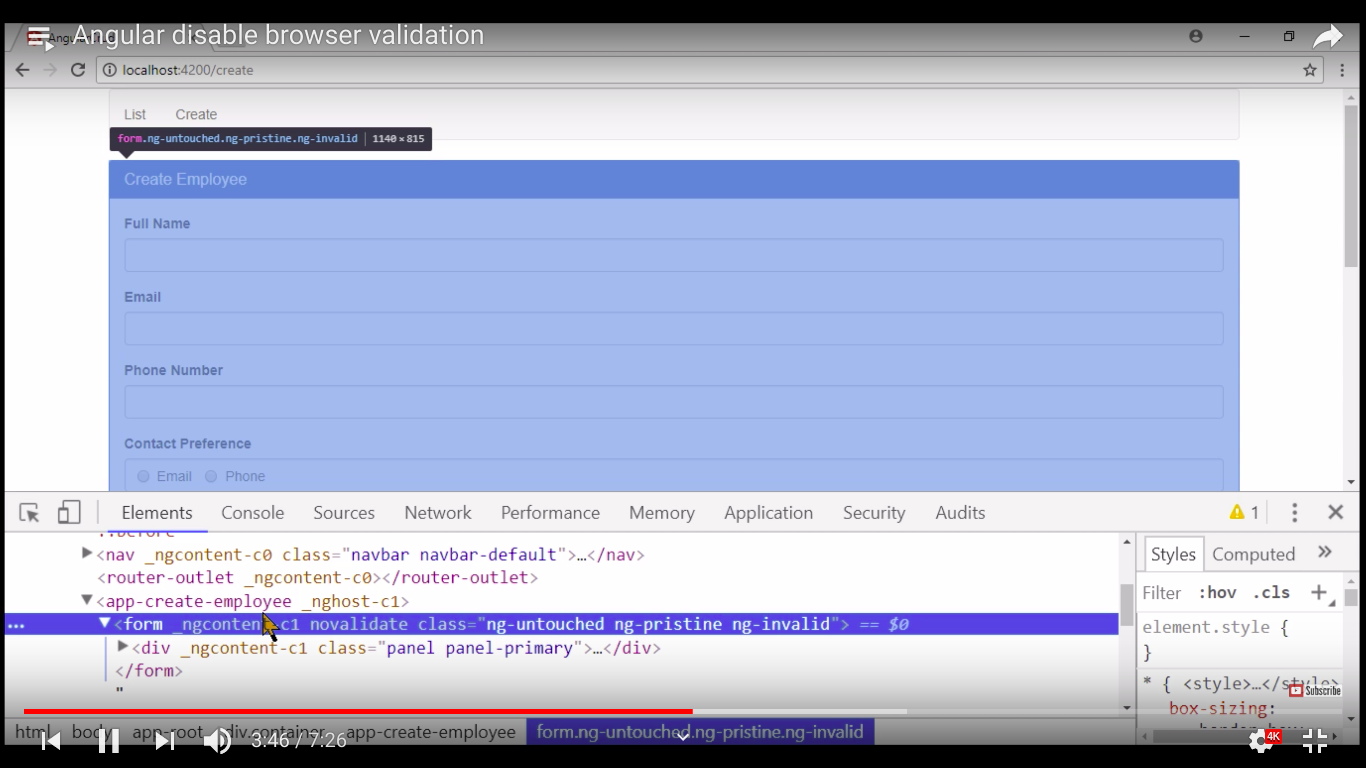 Angular disable browser validation
localhost:4200/create
List Create
form.ng-untouched.ng-pristine.ng-invalid 1140×815
Create Employee
Full Name
Email
Phone Number
Contact Preference
Email Phone
Elements Console Sources Network Performance Memory Application Security Audits 1
::before
<nav _ngcontent-c0 class="navbar navbar-default">…</nav>
<router-outlet _ngcontent-c0></router-outlet>
<app-create-employee _nghost-c1>
<form _ngcontent-c1 novalidate class="ng-untouched ng-pristine ng-invalid"> == $0
<div _ngcontent-c1 class="panel panel-primary">…</div>
</form>
"
Styles Computed »
Filter :hov .cls +
element.style {
}
* { <style>…</style>
Subscribe
box-sizing:
html body app-root div.container app-create-employee form.ng-untouched.ng-pristine.ng-invalid
3:46 / 7:26
4K